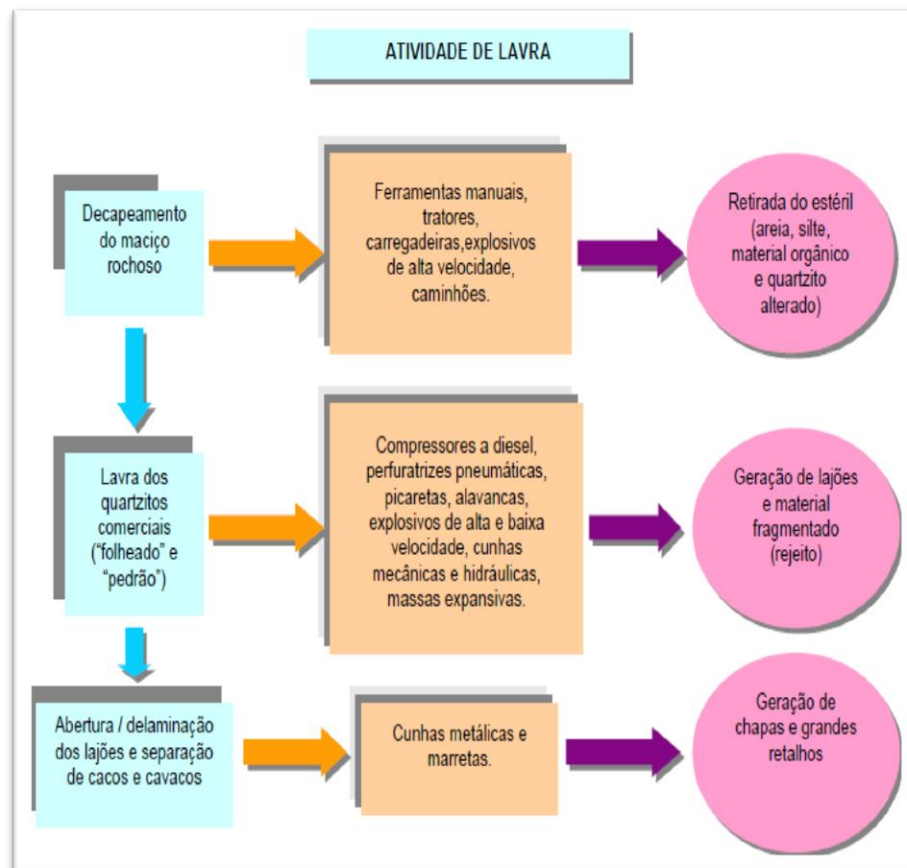 ATIVIDADE DE LAVRA
Decapeamento
do maciço
rochoso
Ferramentas manuais,
tratores,
carregadeiras,explosivos
de alta velocidade,
caminhões.
Retirada do estéril
(areia, silte,
material orgânico
e quartzito
alterado)
Lavra dos
quartzitos
comerciais
(“folheado” e
“pedrão”)
Compressores a diesel,
perfuratrizes pneumáticas,
picaretas, alavancas,
explosivos de alta e baixa
velocidade, cunhas
mecânicas e hidráulicas,
massas expansivas.
Geração de lajões
e material
fragmentado
(rejeito)
Abertura / delaminação
dos lajões e separação
de cacos e cavacos
Cunhas metálicas e
marretas.
Geração de
chapas e grandes
retalhos